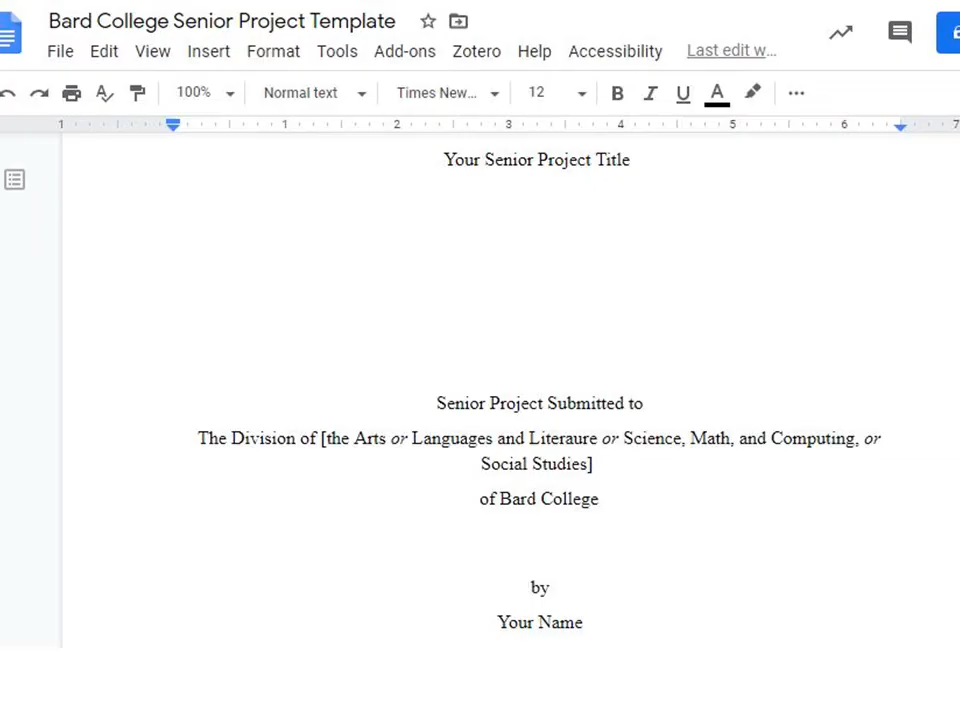 Bard College Senior Project Template
File Edit View Insert Format Tools Add-ons Zotero Help Accessibility Last edit w...
100% Normal text Times New... 12 B I U A
1 1 2 3 4 5 6 7
Your Senior Project Title
Senior Project Submitted to
The Division of [the Arts or Languages and Literaure or Science, Math, and Computing, or
Social Studies]
of Bard College
by
Your Name